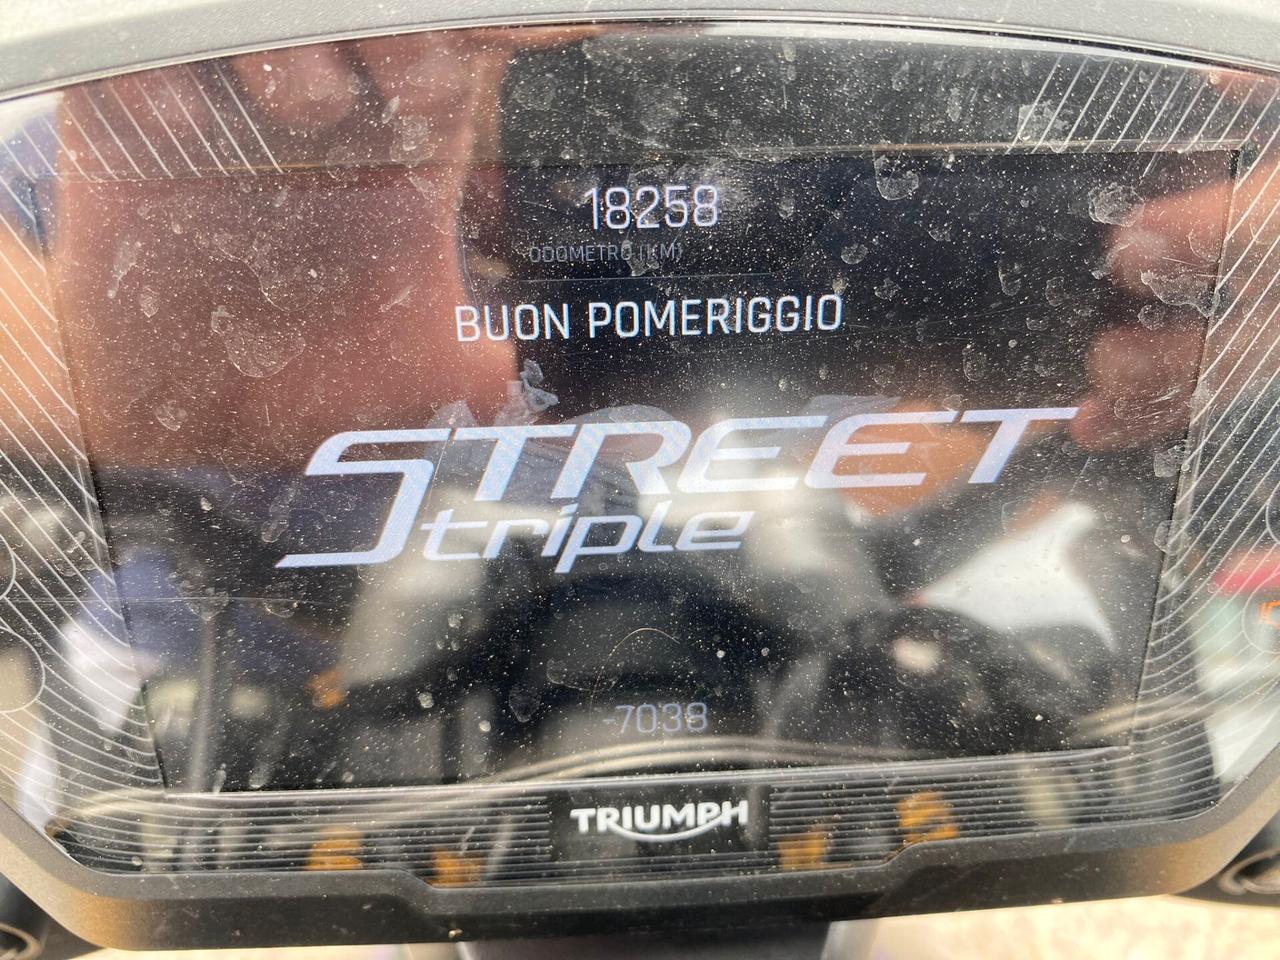 18258
ODOMETRO (KM)
BUON POMERIGGIO
STREET
triple
-7038
TRIUMPH